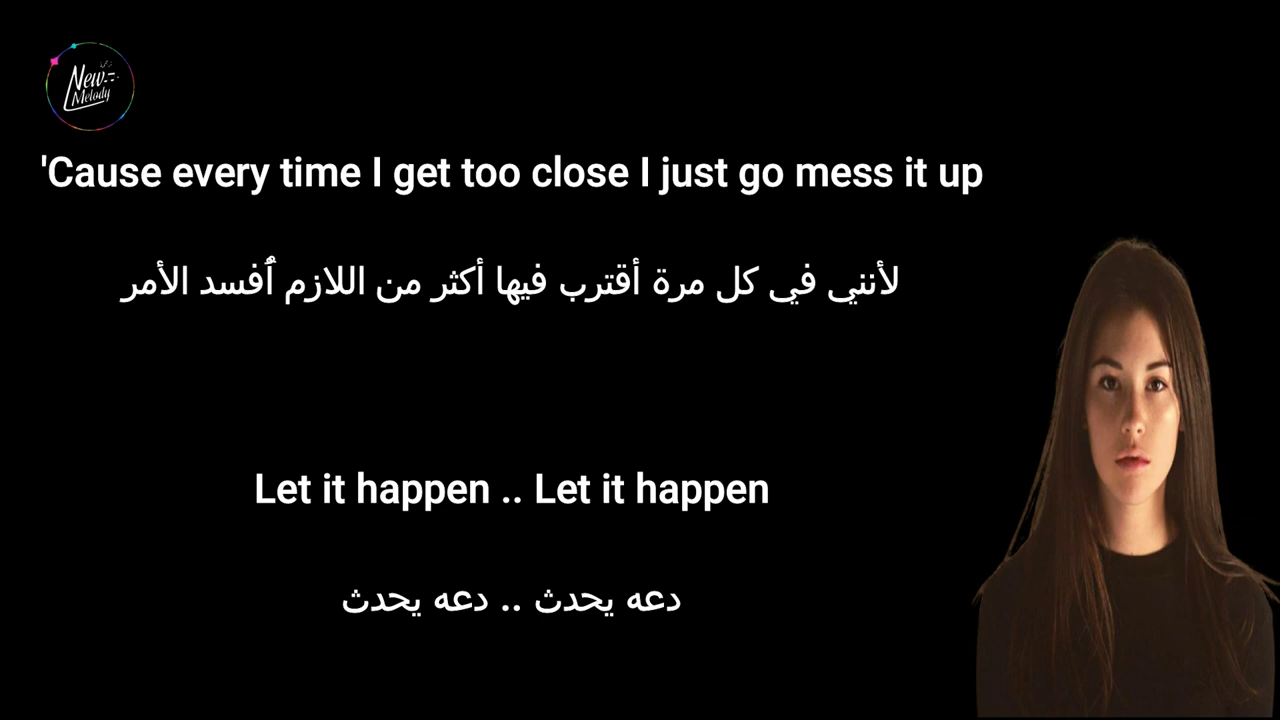 ترجمة
New
Melody
'Cause every time I get too close I just go mess it up
لأنني في كل مرة أقترب فيها أكثر من اللازم أُفسد الأمر
Let it happen .. Let it happen
دعه يحدث .. دعه يحدث